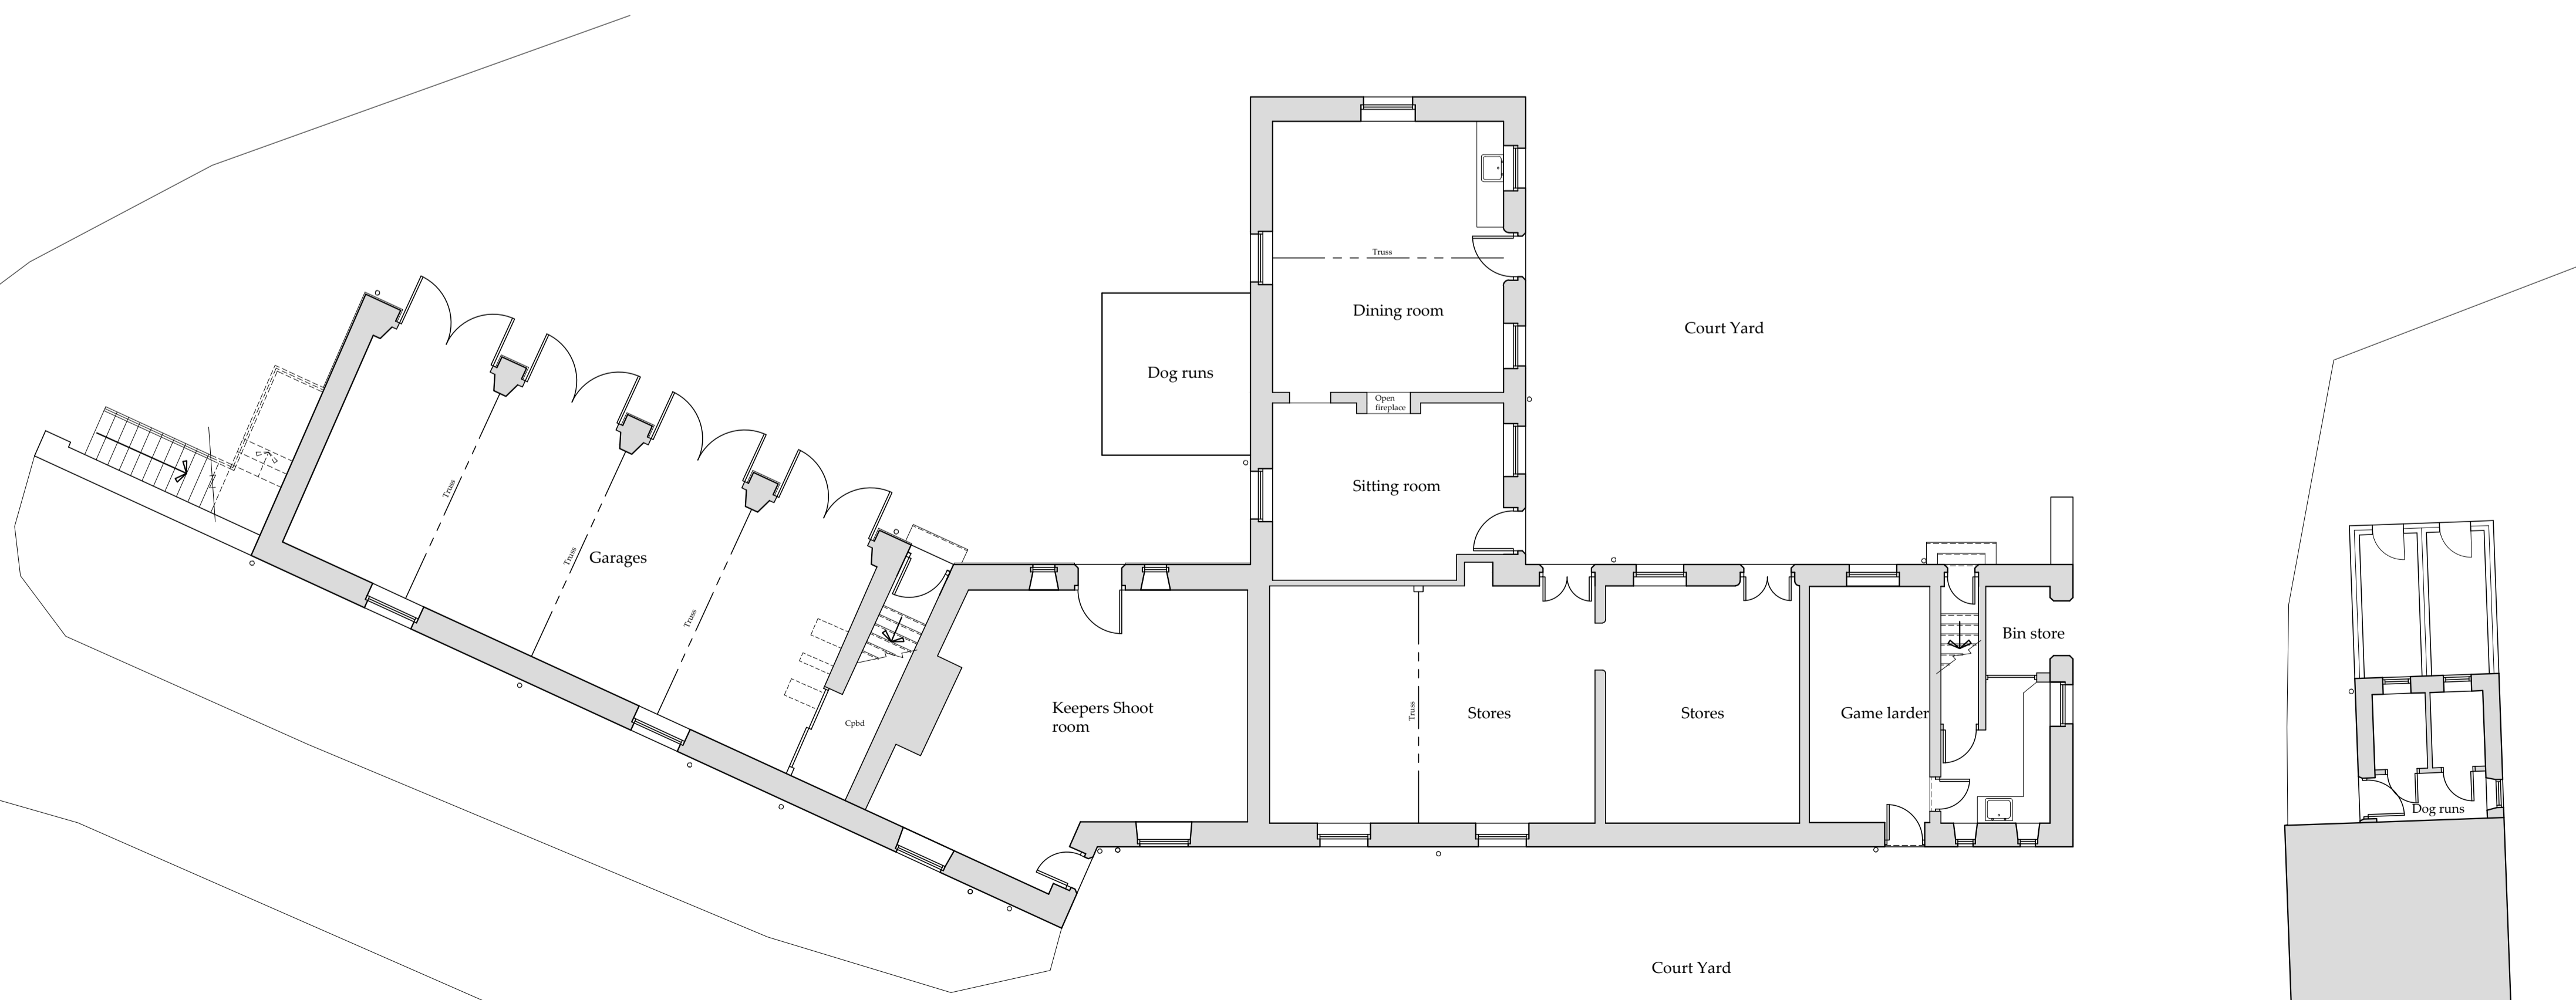 Truss
Dining room
Court Yard
Dog runs
Open
fireplace
Sitting room
Truss
Truss
Garages
Truss
Bin store
Keepers Shoot
room
Cpbd
Truss
Stores
Stores
Game larder
Dog runs
Court Yard